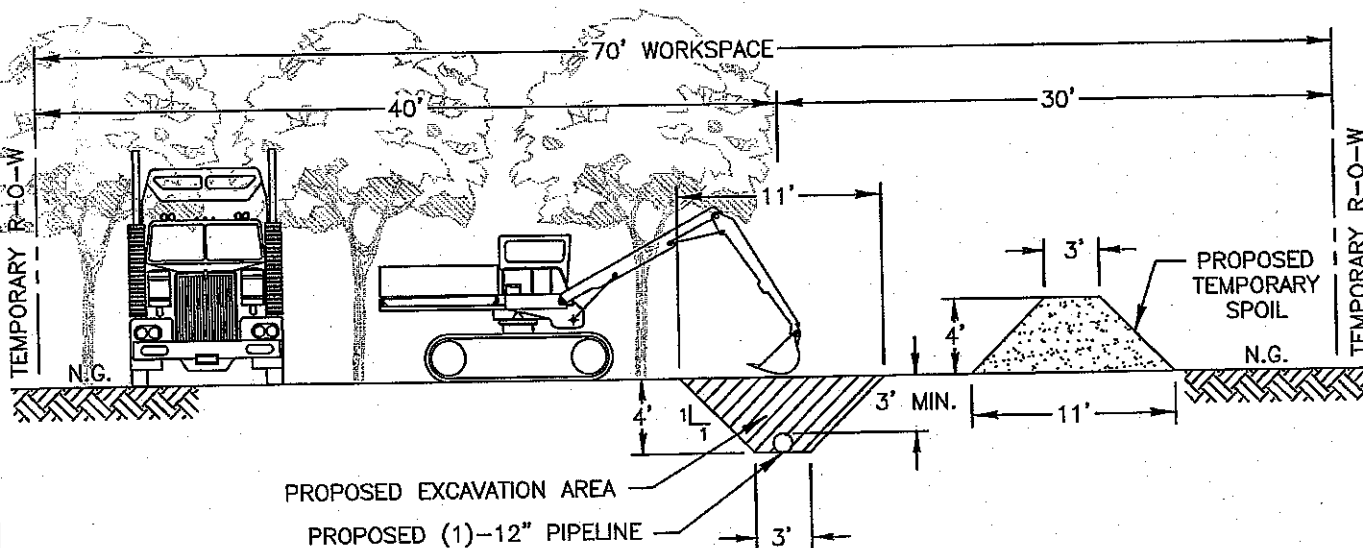 70' WORKSPACE
40'
30'
TEMPORARY R-O-W
TEMPORARY R-O-W
11'
3'
PROPOSED
TEMPORARY
SPOIL
4'
N.G.
N.G.
4'
1
1
3' MIN.
11'
PROPOSED EXCAVATION AREA
PROPOSED (1)-12" PIPELINE
3'